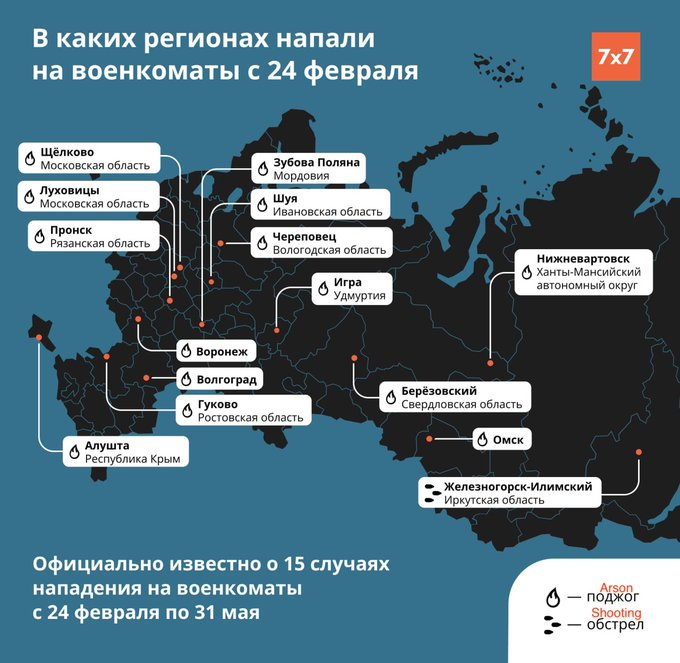 В каких регионах напали
на военкоматы с 24 февраля
7x7
Щёлково
Московская область
Луховицы
Московская область
Пронск
Рязанская область
Зубова Поляна
Мордовия
Шуя
Ивановская область
Череповец
Вологодская область
Игра
Удмуртия
Нижневартовск
Ханты-Мансийский
автономный округ
Воронеж
Волгоград
Гуково
Ростовская область
Алушта
Республика Крым
Берёзовский
Свердловская область
Омск
Железногорск-Илимский
Иркутская область
Официально известно о 15 случаях
нападения на военкоматы
с 24 февраля по 31 мая
Arson
— поджог
Shooting
— обстрел